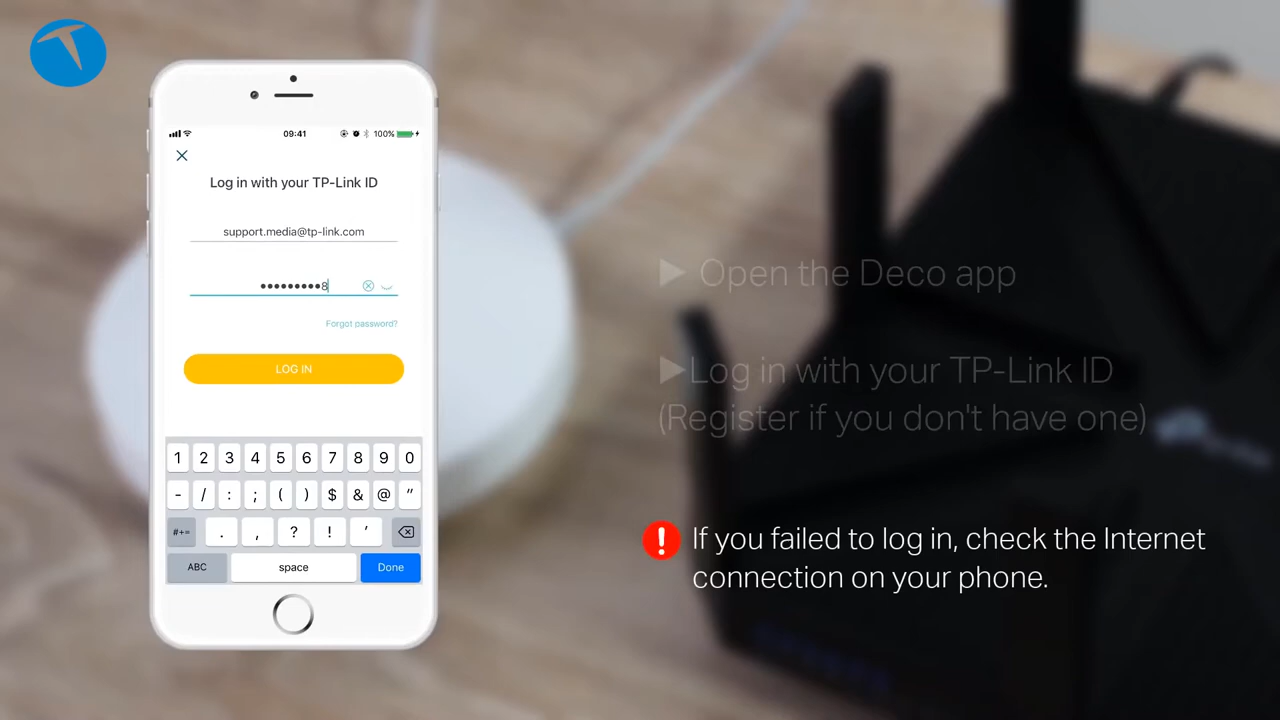 09:41
100%
Log in with your TP-Link ID
support.media@tp-link.com
●●●●●●●●●8
Forgot password?
LOG IN
1 2 3 4 5 6 7 8 9 0
- / : ; ( ) $ & @ "
#+= . , ? ! '
ABC space Done
▶ Open the Deco app
▶Log in with your TP-Link ID
(Register if you don't have one)
! If you failed to log in, check the Internet
connection on your phone.